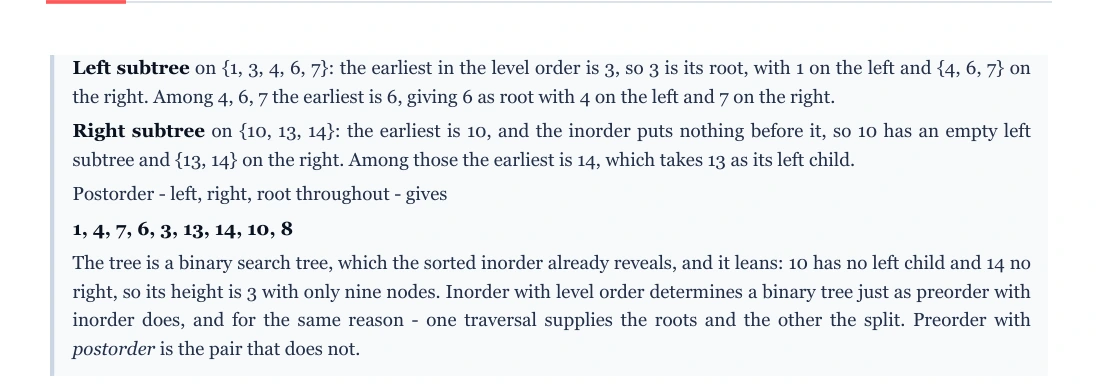 Left subtree on {1, 3, 4, 6, 7}: the earliest in the level order is 3, so 3 is its root, with 1 on the left and {4, 6, 7} on
the right. Among 4, 6, 7 the earliest is 6, giving 6 as root with 4 on the left and 7 on the right.
Right subtree on {10, 13, 14}: the earliest is 10, and the inorder puts nothing before it, so 10 has an empty left
subtree and {13, 14} on the right. Among those the earliest is 14, which takes 13 as its left child.
Postorder - left, right, root throughout - gives
1, 4, 7, 6, 3, 13, 14, 10, 8
The tree is a binary search tree, which the sorted inorder already reveals, and it leans: 10 has no left child and 14 no
right, so its height is 3 with only nine nodes. Inorder with level order determines a binary tree just as preorder with
inorder does, and for the same reason - one traversal supplies the roots and the other the split. Preorder with
postorder is the pair that does not.